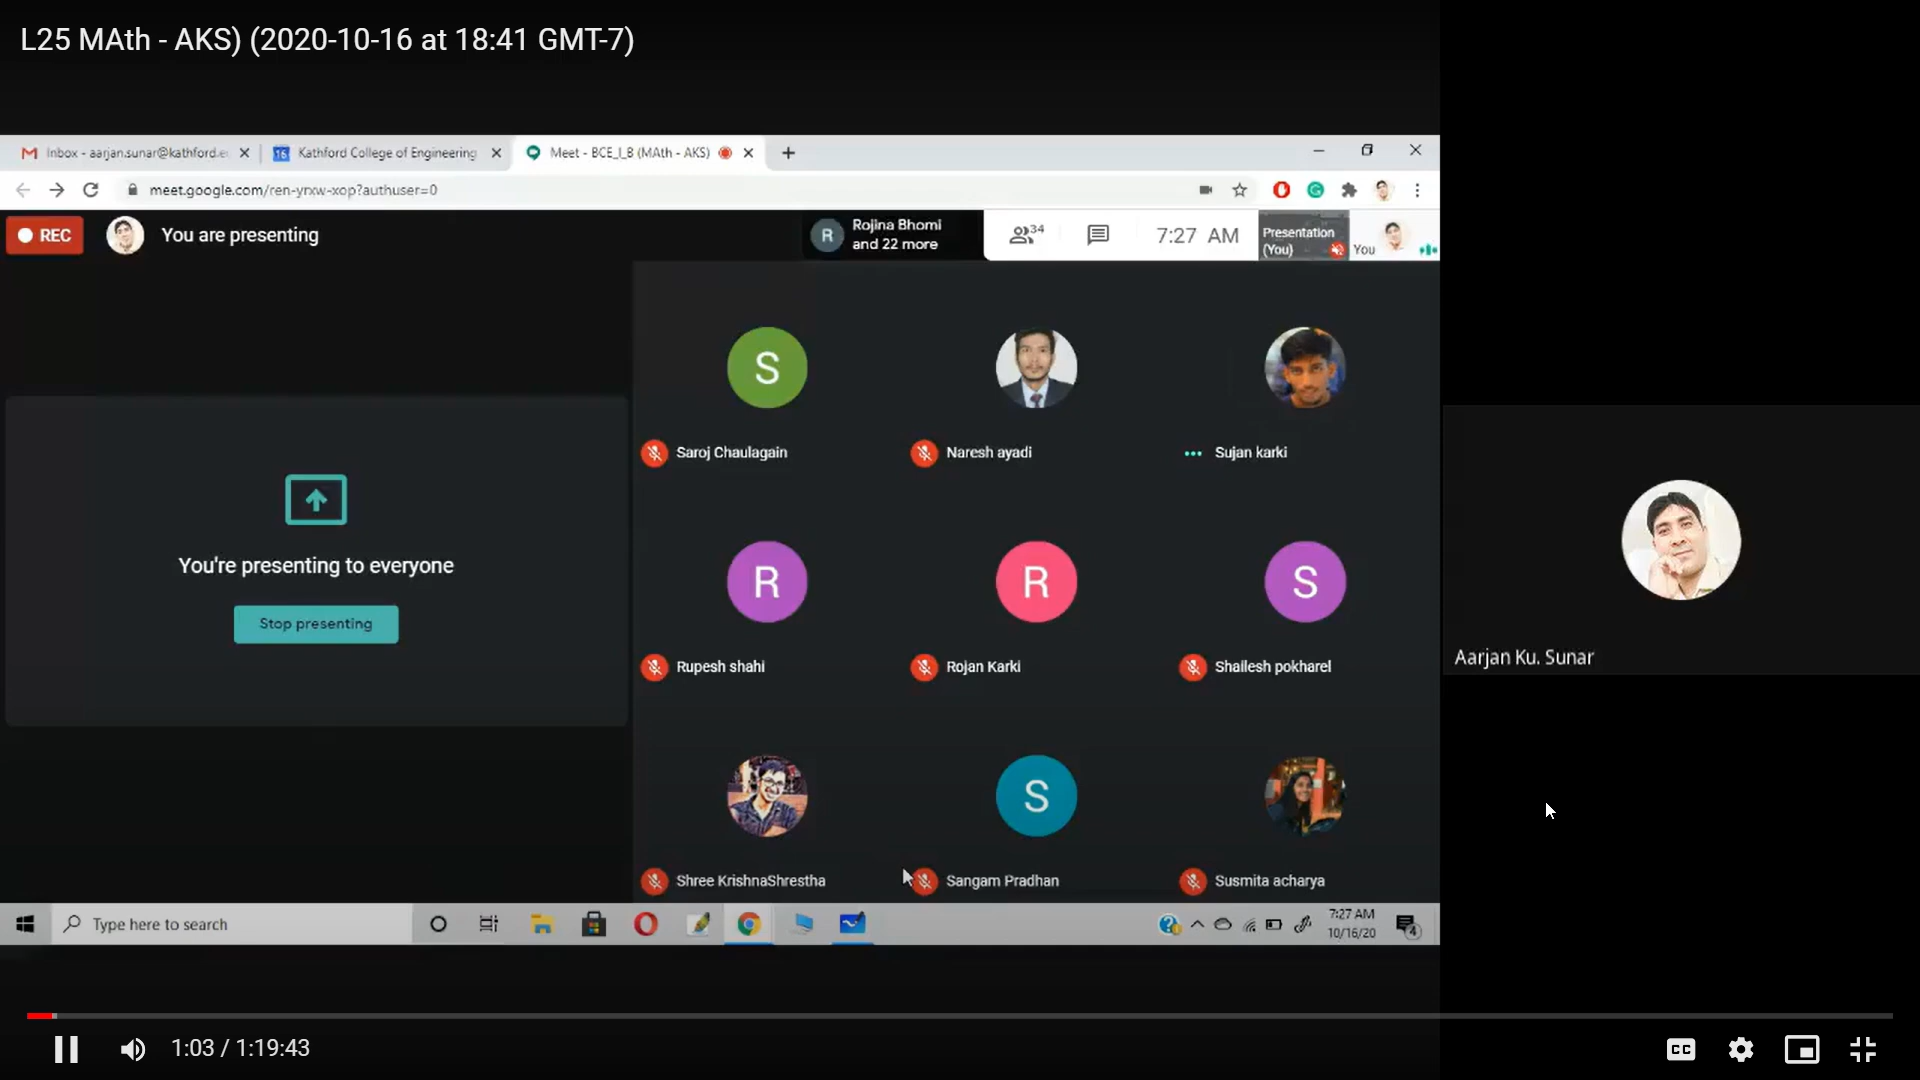 L25 MAth - AKS) (2020-10-16 at 18:41 GMT-7)
Inbox - aarjan.sunar@kathford.e
Kathford College of Engineering
Meet - BCE_I_B (MAth - AKS)
meet.google.com/ren-ynxw-xop?authuser=0
REC
You are presenting
R
Rojina Bhomi
and 22 more
34
7:27 AM
Presentation
(You)
You
S
Saroj Chaulagain
Naresh ayadi
Sujan karki
You're presenting to everyone
Stop presenting
R
R
S
Rupesh shahi
Rojan Karki
Shailesh pokharel
Aarjan Ku. Sunar
S
Shree KrishnaShrestha
Sangam Pradhan
Susmita acharya
Type here to search
7:27 AM
10/16/20
4
1:03 / 1:19:43
CC